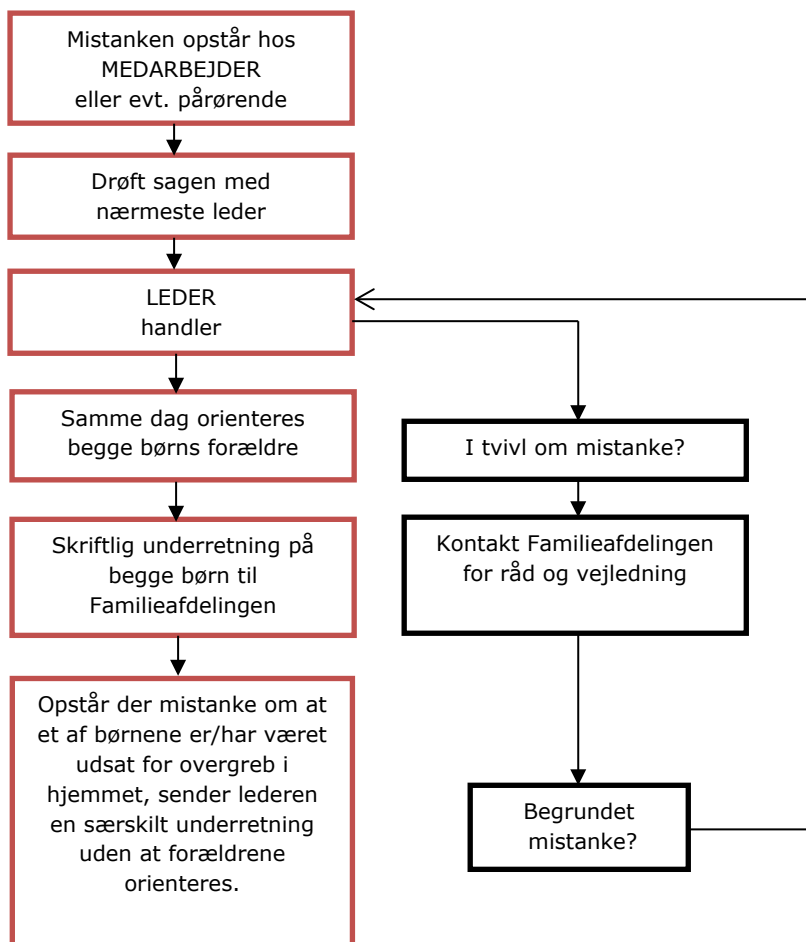 Mistanken opstår hos
MEDARBEJDER
eller evt. pårørende
Drøft sagen med
nærmeste leder
LEDER
handler
Samme dag orienteres
begge børns forældre
Skriftlig underretning på
begge børn til
Familieafdelingen
Opstår der mistanke om at
et af børnene er/har været
udsat for overgreb i
hjemmet, sender lederen
en særskilt underretning
uden at forældrene
orienteres.
I tvivl om mistanke?
Kontakt Familieafdelingen
for råd og vejledning
Begrundet
mistanke?